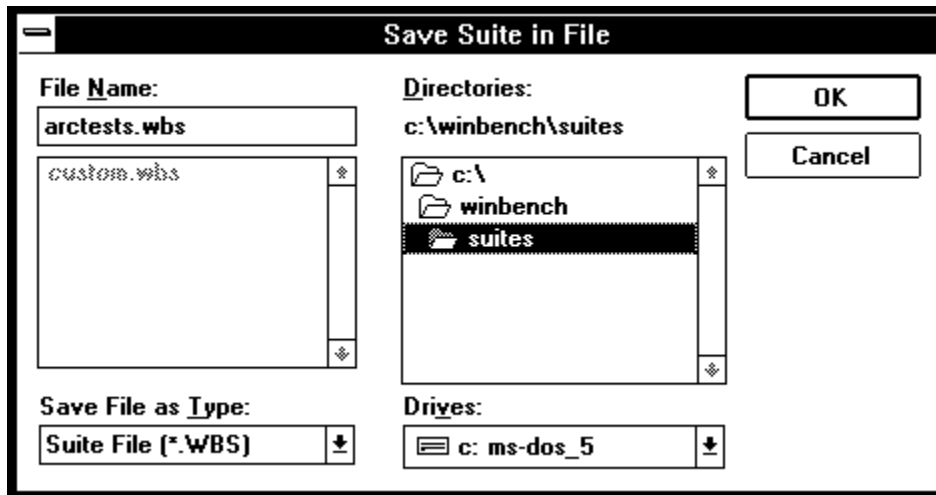 Save Suite in File
File Name:
arctests.wbs
custom.wbs
Save File as Type:
Suite File (*.WBS)
Directories:
c:\winbench\suites
c:\
winbench
suites
Drives:
c: ms-dos_5
OK
Cancel